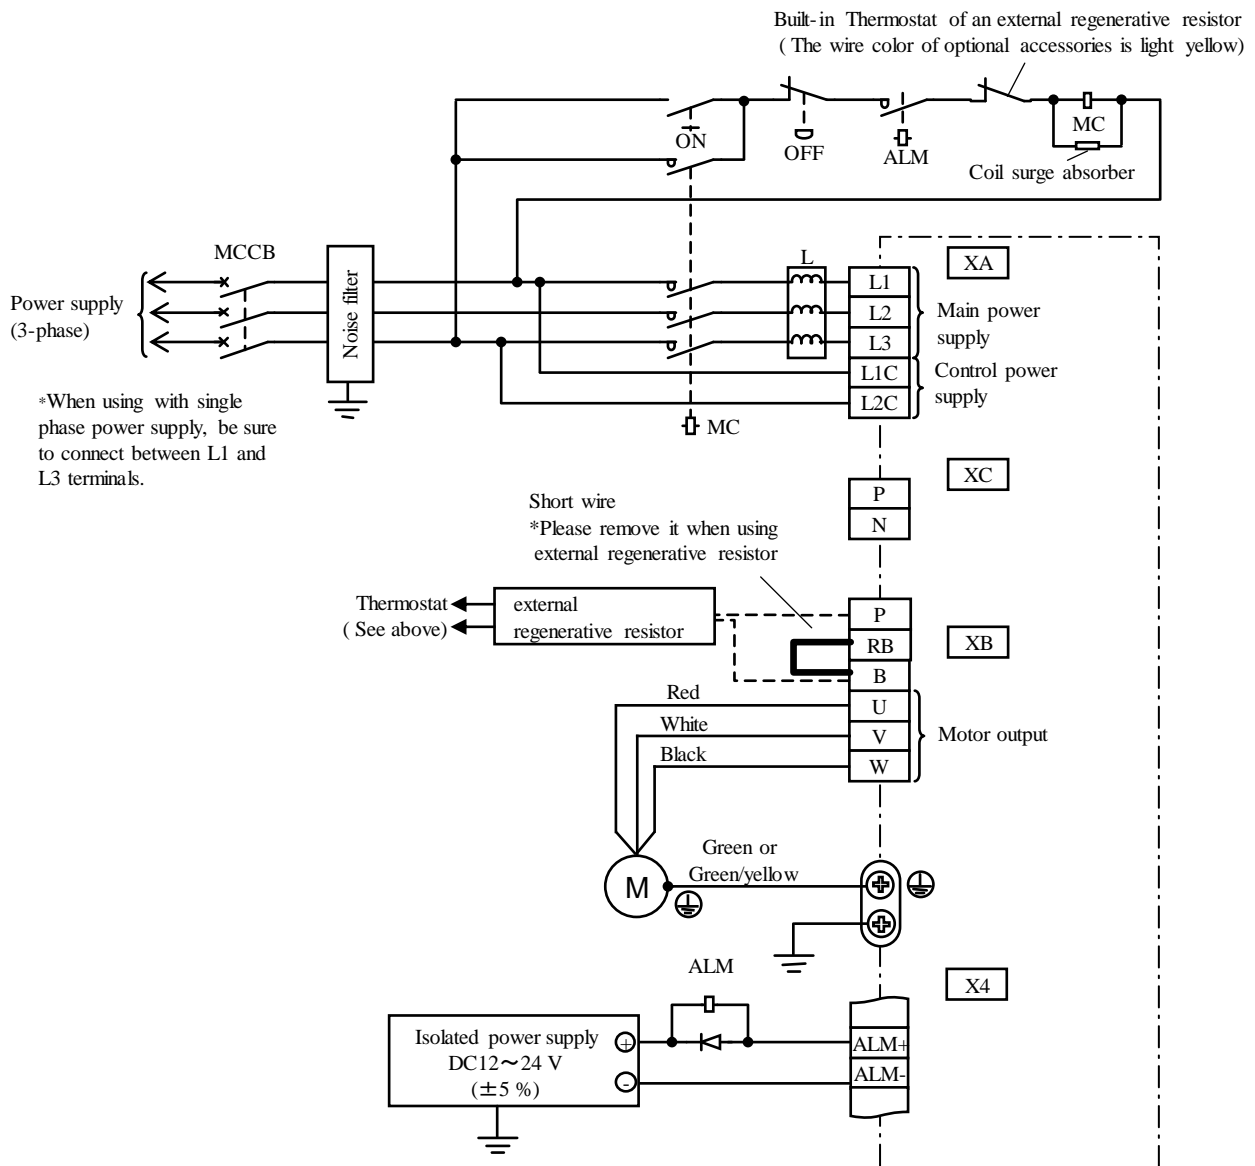 Built-in Thermostat of an external regenerative resistor
( The wire color of optional accessories is light yellow)
ON
OFF
ALM
MC
Coil surge absorber
MCCB
Noise filter
L
XA
Power supply
(3-phase)
L1
L2
L3
L1C
L2C
Main power
supply
Control power
supply
*When using with single
phase power supply, be sure
to connect between L1 and
L3 terminals.
MC
XC
P
N
Short wire
*Please remove it when using
external regenerative resistor
Thermostat
( See above)
external
regenerative resistor
P
RB
B
U
V
W
XB
Red
White
Black
Motor output
Green or
Green/yellow
M
ALM
X4
Isolated power supply
DC12～24 V
(±5 %)
+
-
ALM+
ALM-